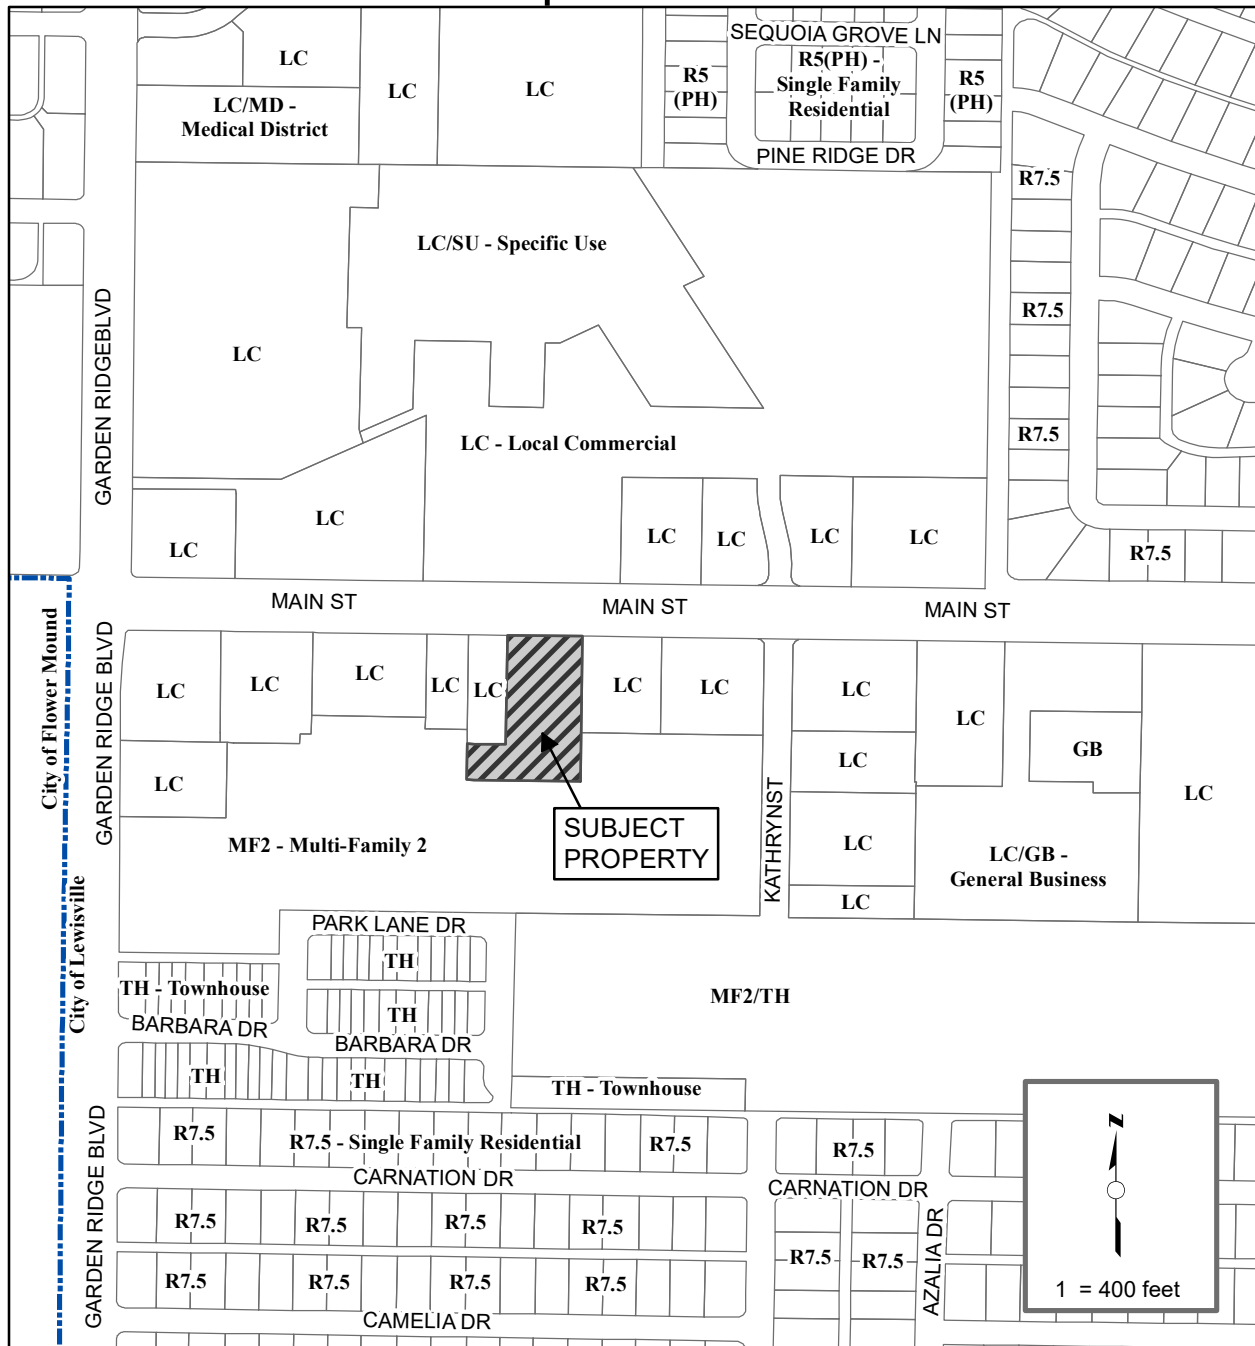 SEQUOIA GROVE LN
LC
LC
LC
R5
(PH)
R5(PH) -
Single Family
Residential
R5
(PH)
LC/MD -
Medical District
PINE RIDGE DR
R7.5
LC/SU - Specific Use
R7.5
GARDEN RIDGEBLVD
LC
LC - Local Commercial
R7.5
LC
LC
LC
LC
LC
LC
R7.5
MAIN ST
MAIN ST
MAIN ST
City of Flower Mound
GARDEN RIDGE BLVD
LC
LC
LC
LC
LC
LC
LC
LC
LC
GB
LC
LC
LC
SUBJECT
PROPERTY
MF2 - Multi-Family 2
KATHRYNST
LC
LC/GB -
General Business
LC
City of Lewisville
PARK LANE DR
TH
TH - Townhouse
MF2/TH
TH
BARBARA DR
BARBARA DR
TH
TH
TH - Townhouse
GARDEN RIDGE BLVD
R7.5
R7.5 - Single Family Residential
R7.5
R7.5
CARNATION DR
CARNATION DR
R7.5
R7.5
R7.5
R7.5
R7.5
R7.5
AZALIA DR
R7.5
R7.5
R7.5
R7.5
CAMELIA DR
z
1 = 400 feet